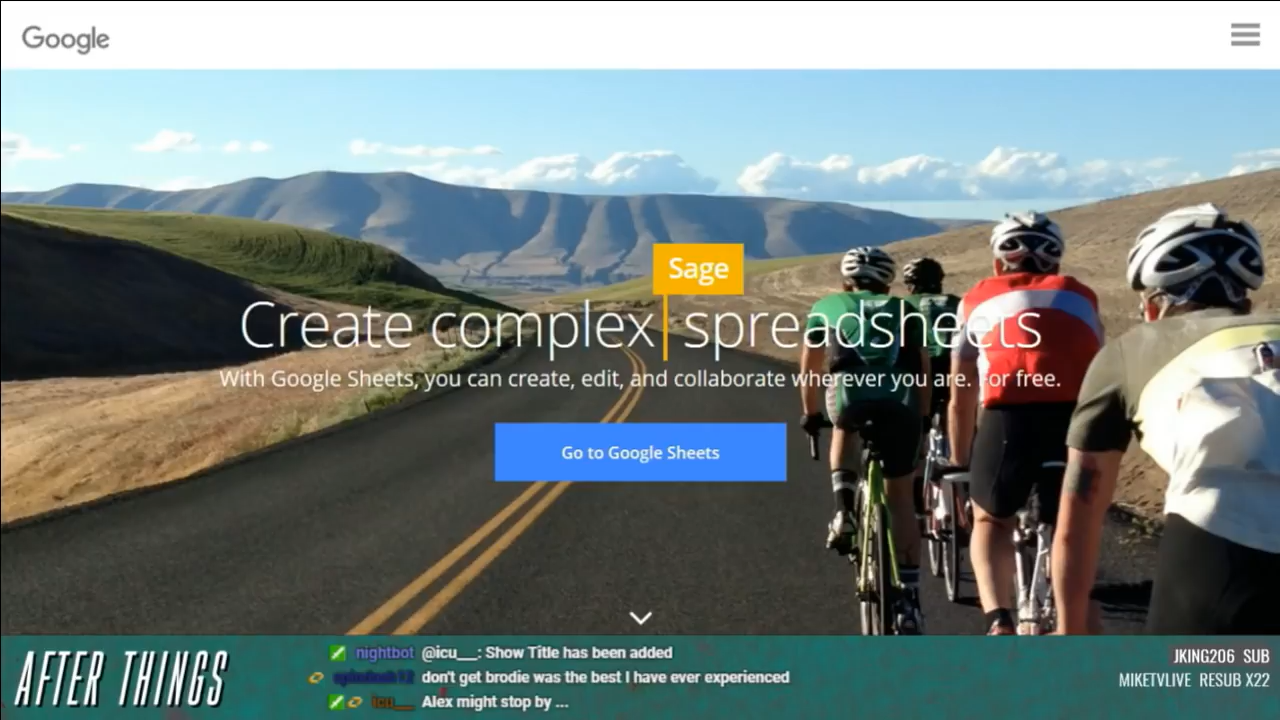 Google
Sage
Create complex spreadsheets
With Google Sheets, you can create, edit, and collaborate wherever you are. For free.
Go to Google Sheets
AFTER THINGS
nightbot @icu__: Show Title has been added
don't get brodie was the best I have ever experienced
icu__ Alex might stop by ...
JKING206 SUB
MIKETVLIVE RESUB X22